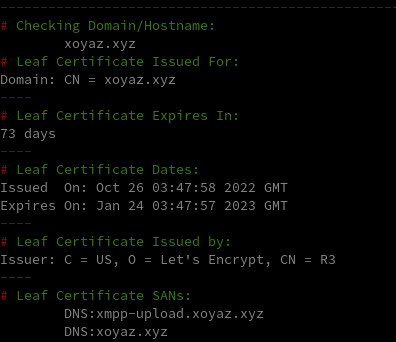 --------------------------------------------------
# Checking Domain/Hostname:
xoyaz.xyz
# Leaf Certificate Issued For:
Domain: CN = xoyaz.xyz
----
# Leaf Certificate Expires In:
73 days
----
# Leaf Certificate Dates:
Issued  On: Oct 26 03:47:58 2022 GMT
Expires On: Jan 24 03:47:57 2023 GMT
----
# Leaf Certificate Issued by:
Issuer: C = US, O = Let's Encrypt, CN = R3
----
# Leaf Certificate SANs:
DNS:xmpp-upload.xoyaz.xyz
DNS:xoyaz.xyz